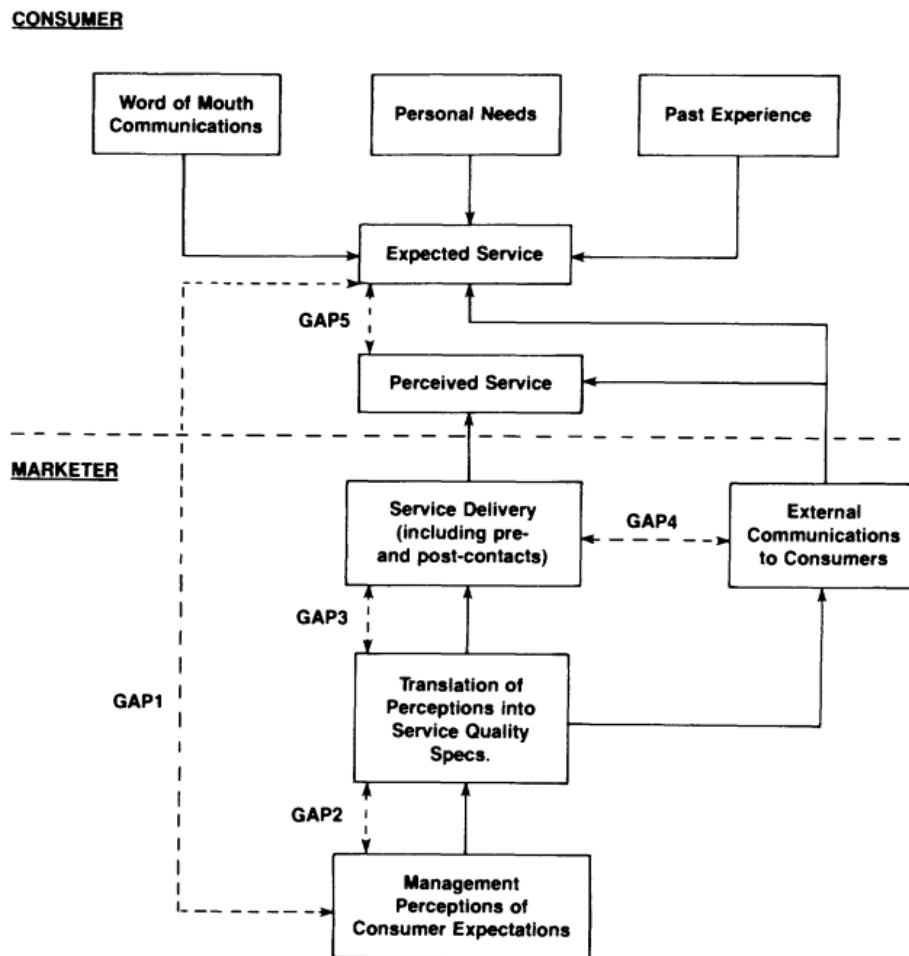 CONSUMER
Word of Mouth
Communications
Personal Needs
Past Experience
Expected Service
GAP5
Perceived Service
MARKETER
Service Delivery
(including pre-
and post-contacts)
GAP4
External
Communications
to Consumers
GAP3
GAP1
Translation of
Perceptions into
Service Quality
Specs.
GAP2
Management
Perceptions of
Consumer Expectations